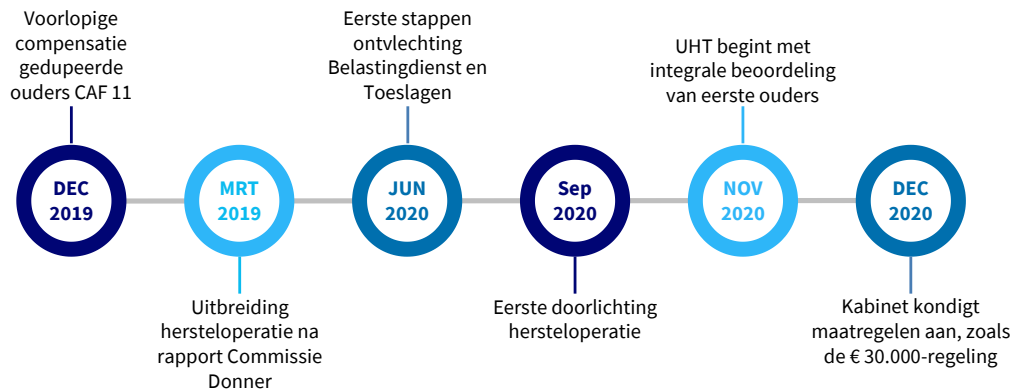 Voorlopige
compensatie
gedupeerde
ouders CAF 11
DEC
2019
MRT
2019
Uitbreiding
hersteloperatie na
rapport Commissie
Donner
Eerste stappen
ontvlechting
Belastingdienst en
Toeslagen
JUN
2020
Sep
2020
Eerste doorlichting
hersteloperatie
UHT begint met
integrale beoordeling
van eerste ouders
NOV
2020
DEC
2020
Kabinet kondigt
maatregelen aan, zoals
de € 30.000-regeling